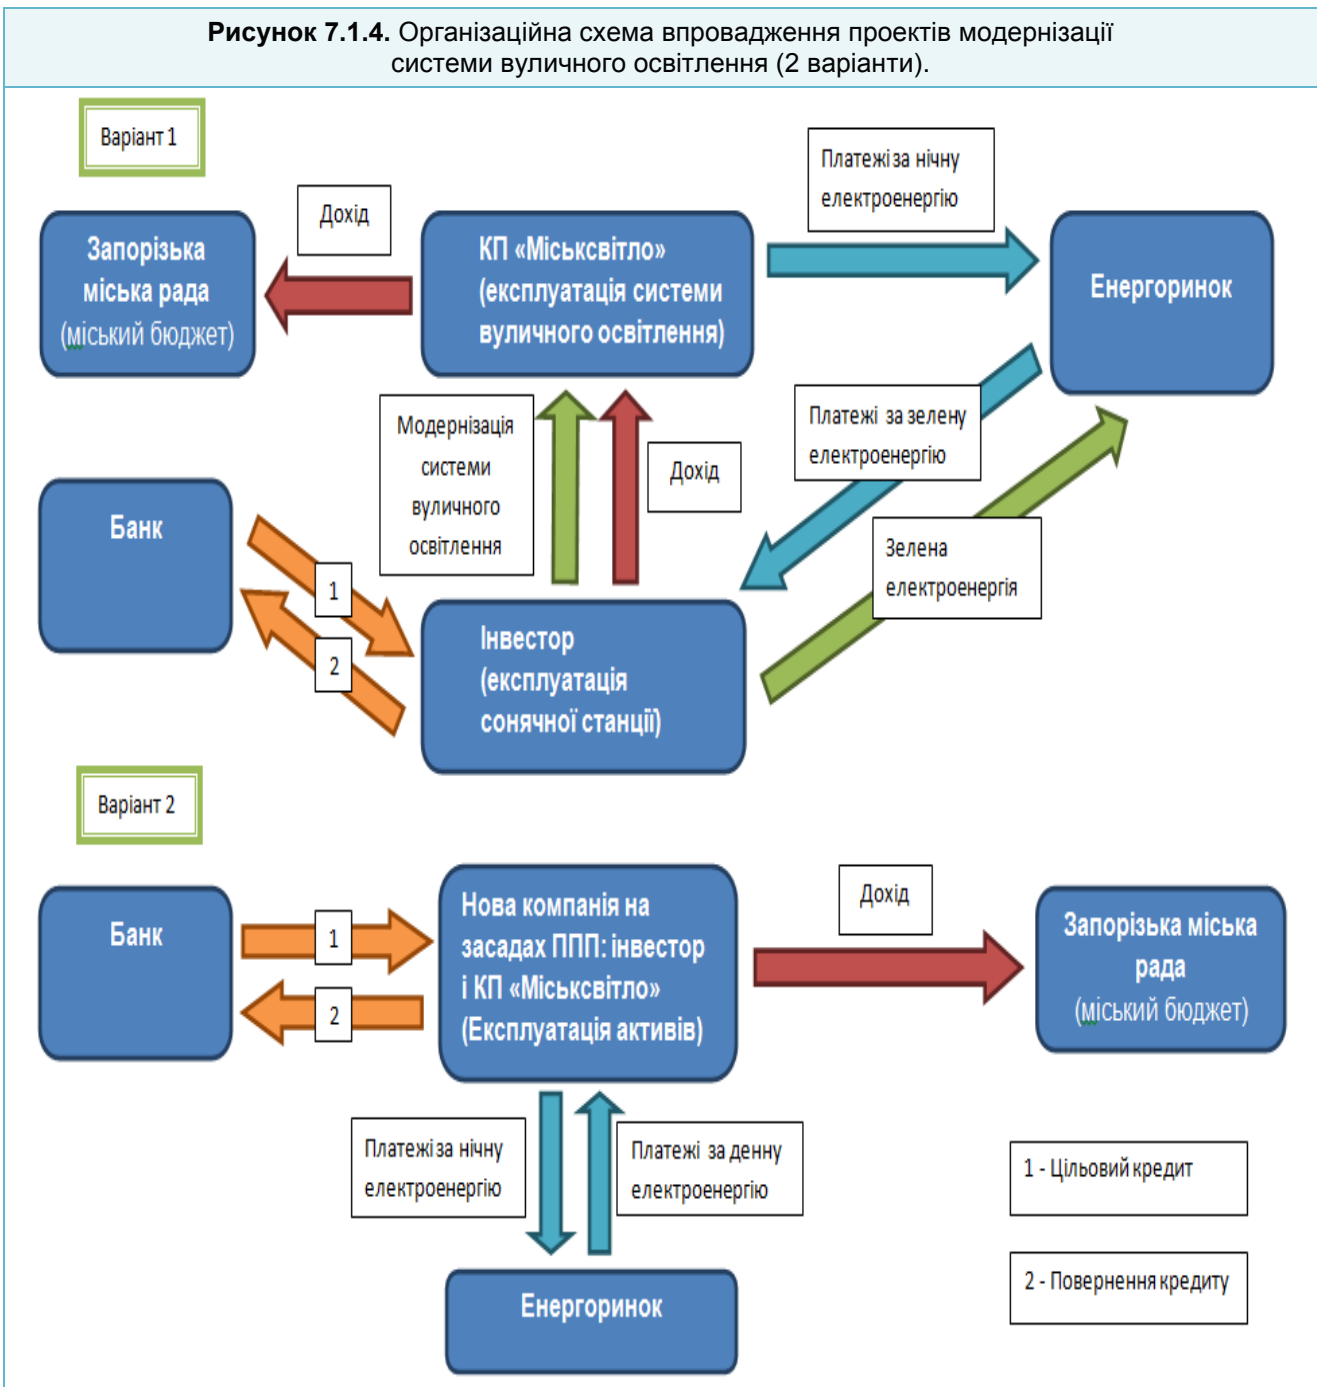 Рисунок 7.1.4. Організаційна схема впровадження проектів модернізації
системи вуличного освітлення (2 варіанти).
Варіант 1
Запорізька
міська рада
(міський бюджет)
Дохід
КП «Міськсвітло»
(експлуатація системи
вуличного освітлення)
Платежі за нічну
електроенергію
Енергоринок
Модернізація
системи
вуличного
освітлення
Дохід
Платежі за зелену
електроенергію
Зелена
електроенергія
Банк
1
2
Інвестор
(експлуатація
сонячної станції)
Варіант 2
Банк
1
2
Нова компанія на
засадах ППП: інвестор
і КП «Міськсвітло»
(Експлуатація активів)
Дохід
Запорізька міська
рада
(міський бюджет)
Платежі за нічну
електроенергію
Платежі за денну
електроенергію
Енергоринок
1 - Цільовий кредит
2 - Повернення кредиту